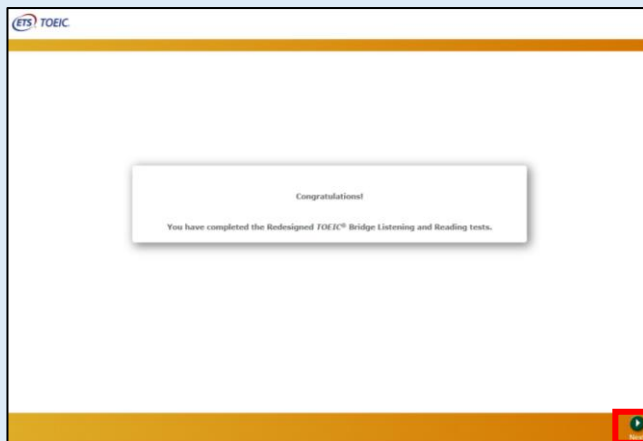 ETS TOEIC
Congratulations!
You have completed the Redesigned TOEIC® Bridge Listening and Reading tests.